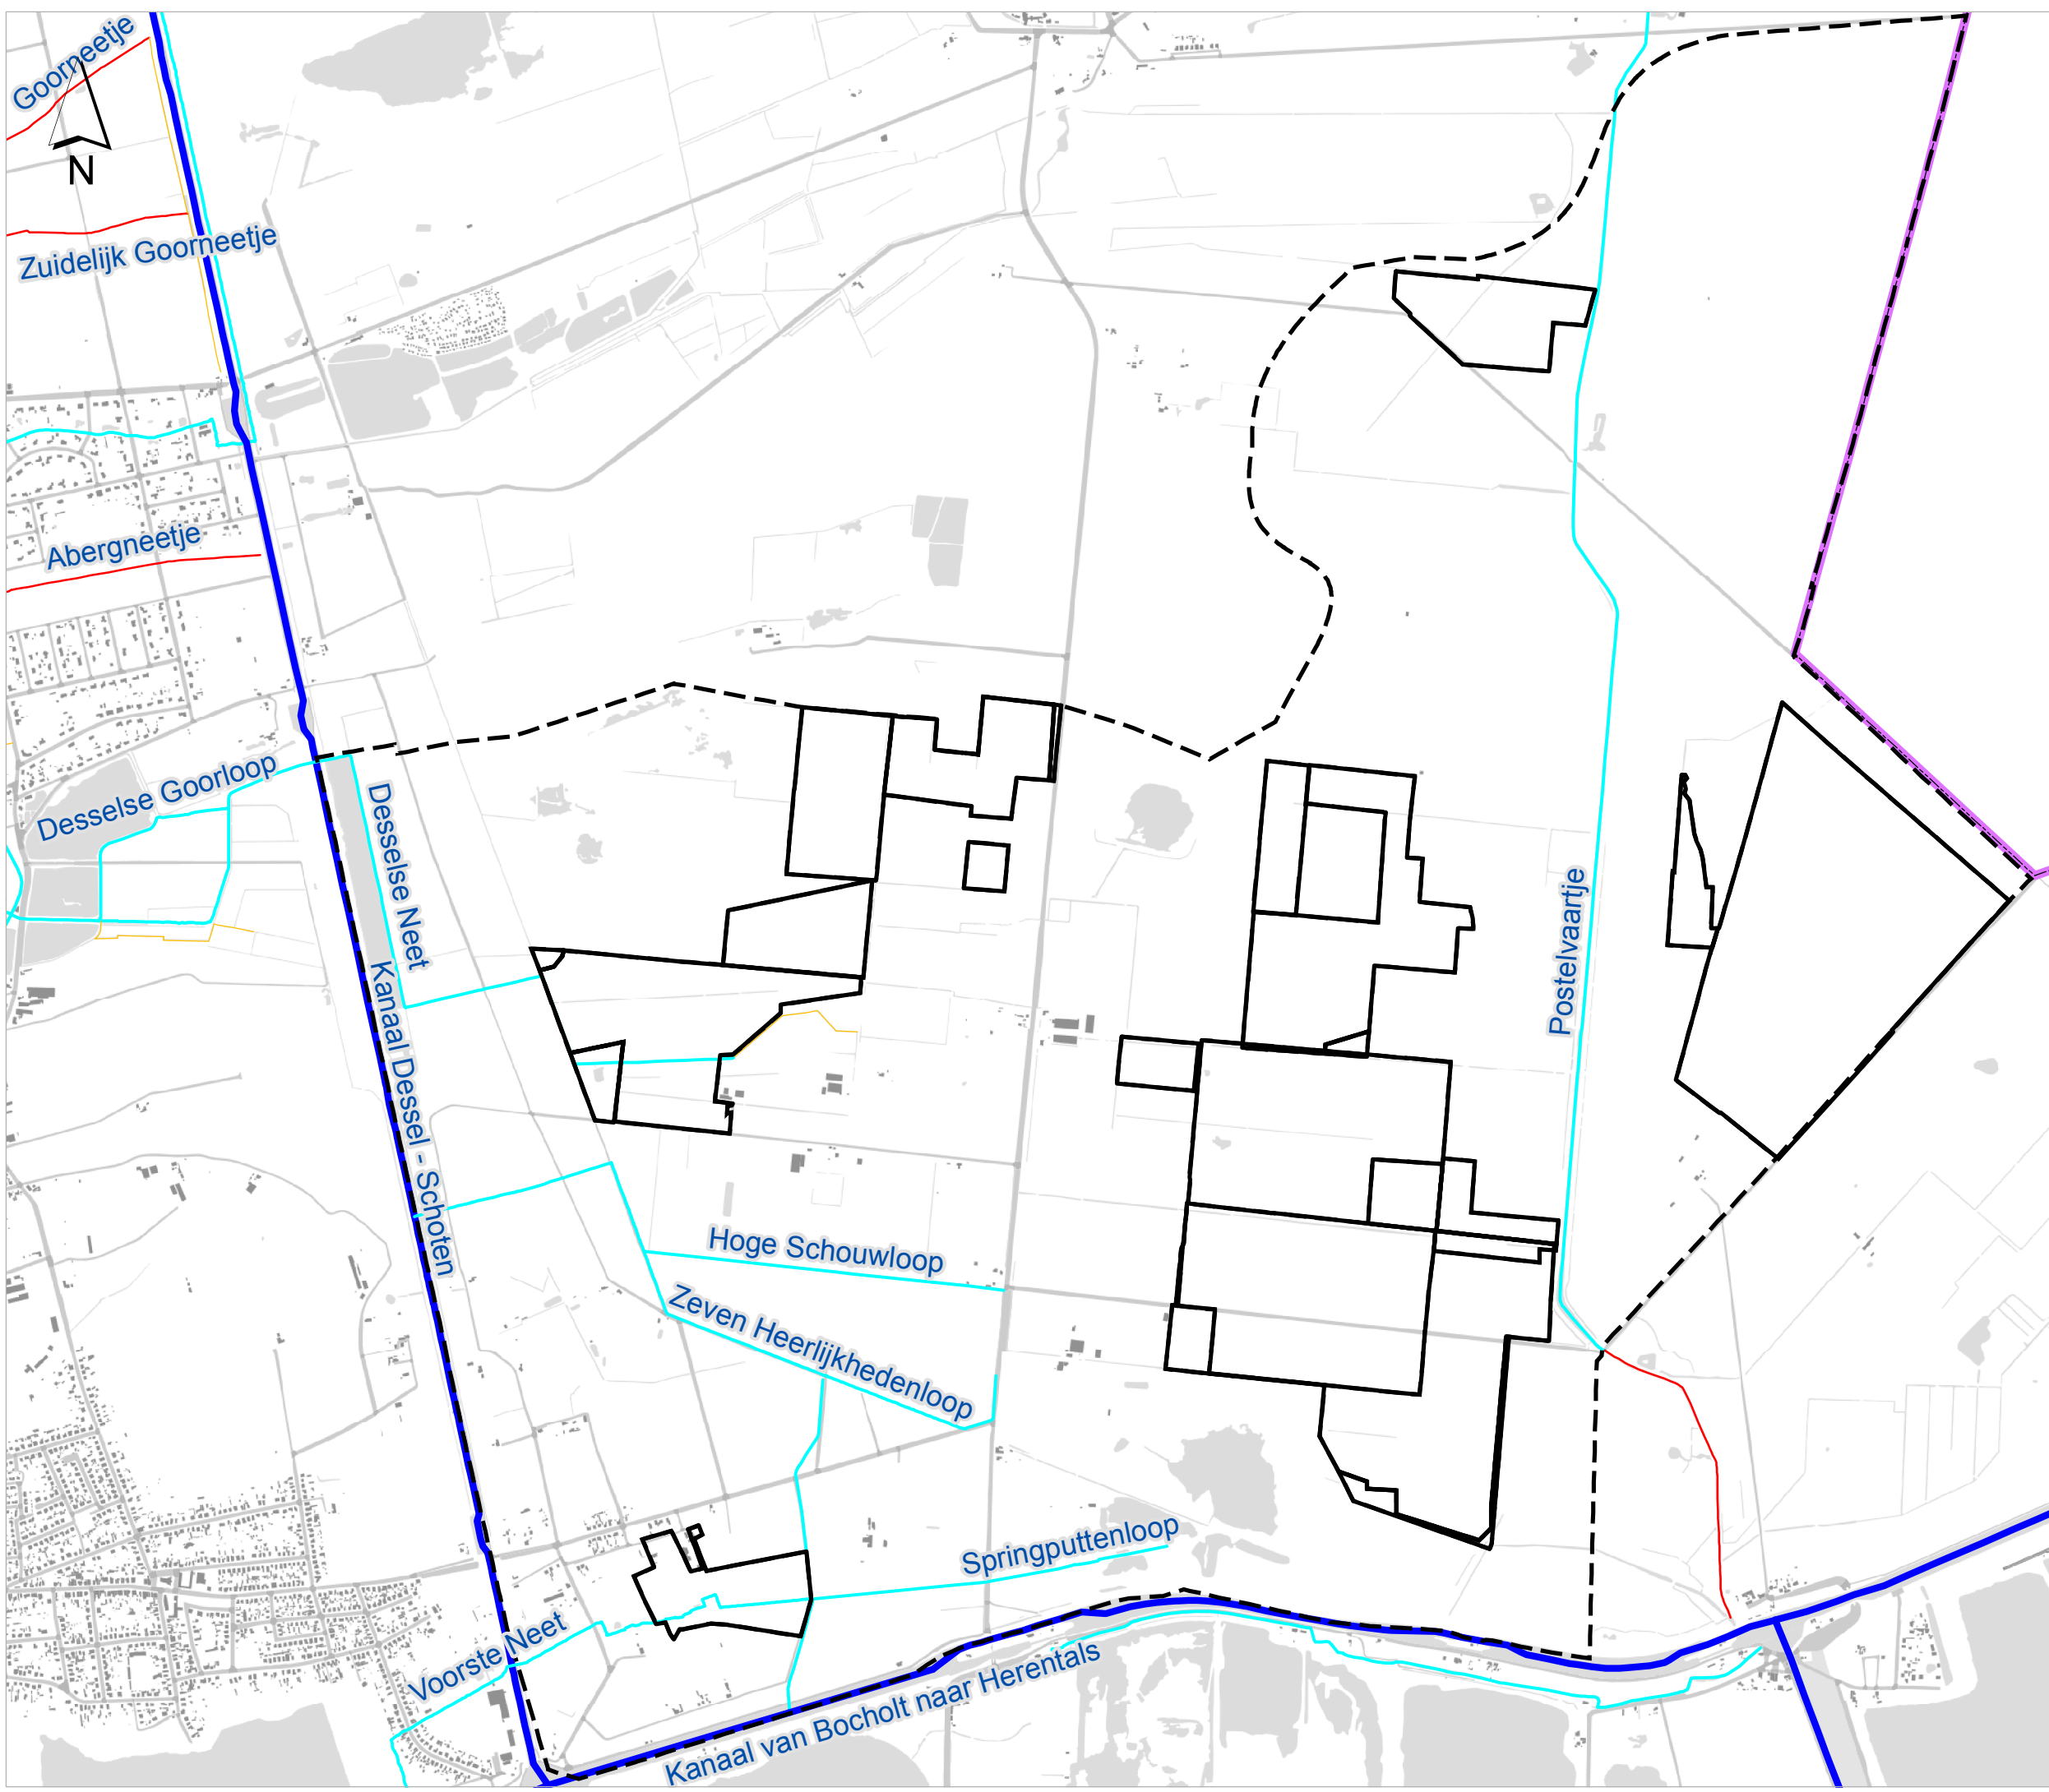 Goorneetje
N
Zuidelijk Goorneetje
Abergneetje
Desselse Goorloop
Desselse Neet
Kanaal Dessel - Schoten
Postelvaartje
Hoge Schouwloop
Zeven Heerlijkhedenloop
Springputtenloop
Voorste Neet
Kanaal van Bocholt naar Herentals